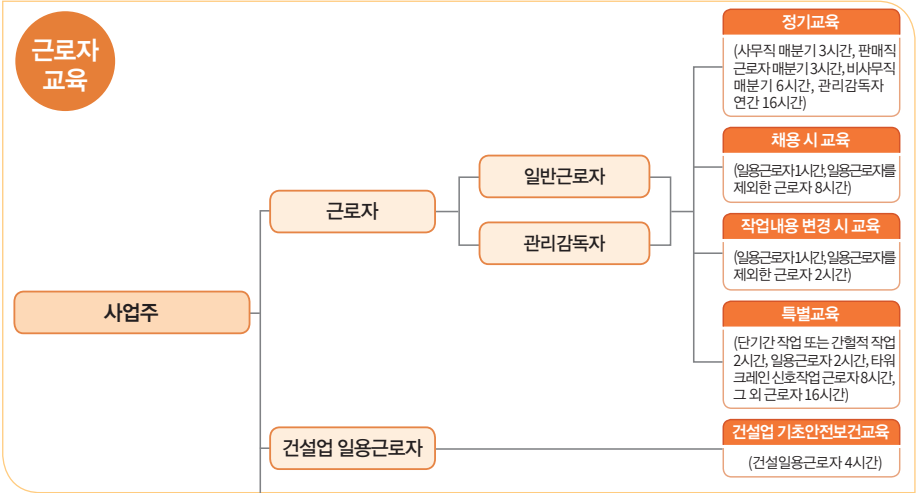 근로자
교육
사업주
근로자
일반근로자
관리감독자
정기교육
(사무직 매분기 3시간, 판매직
근로자 매분기 3시간, 비사무직
매분기 6시간, 관리감독자
연간 16시간)
채용 시 교육
(일용근로자 1시간, 일용근로자를
제외한 근로자 8시간)
작업내용 변경 시 교육
(일용근로자 1시간, 일용근로자를
제외한 근로자 2시간)
특별교육
(단기간 작업 또는 간헐적 작업
2시간, 일용근로자 2시간, 타워
크레인 신호작업 근로자 8시간,
그 외 근로자 16시간)
건설업 일용근로자
건설업 기초안전보건교육
(건설일용근로자 4시간)